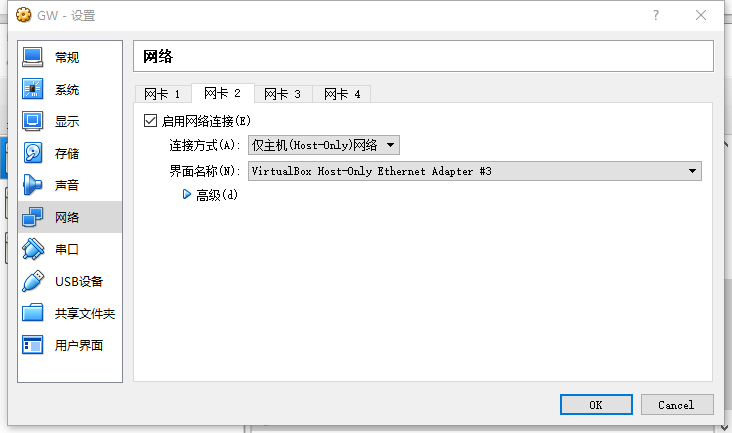 GW - 设置
常规
系统
显示
存储
声音
网络
串口
USB设备
共享文件夹
用户界面
网络
网卡 1 网卡 2 网卡 3 网卡 4
启用网络连接(E)
连接方式(A): 仅主机(Host-Only)网络
界面名称(N): VirtualBox Host-Only Ethernet Adapter #3
高级(d)
OK Cancel